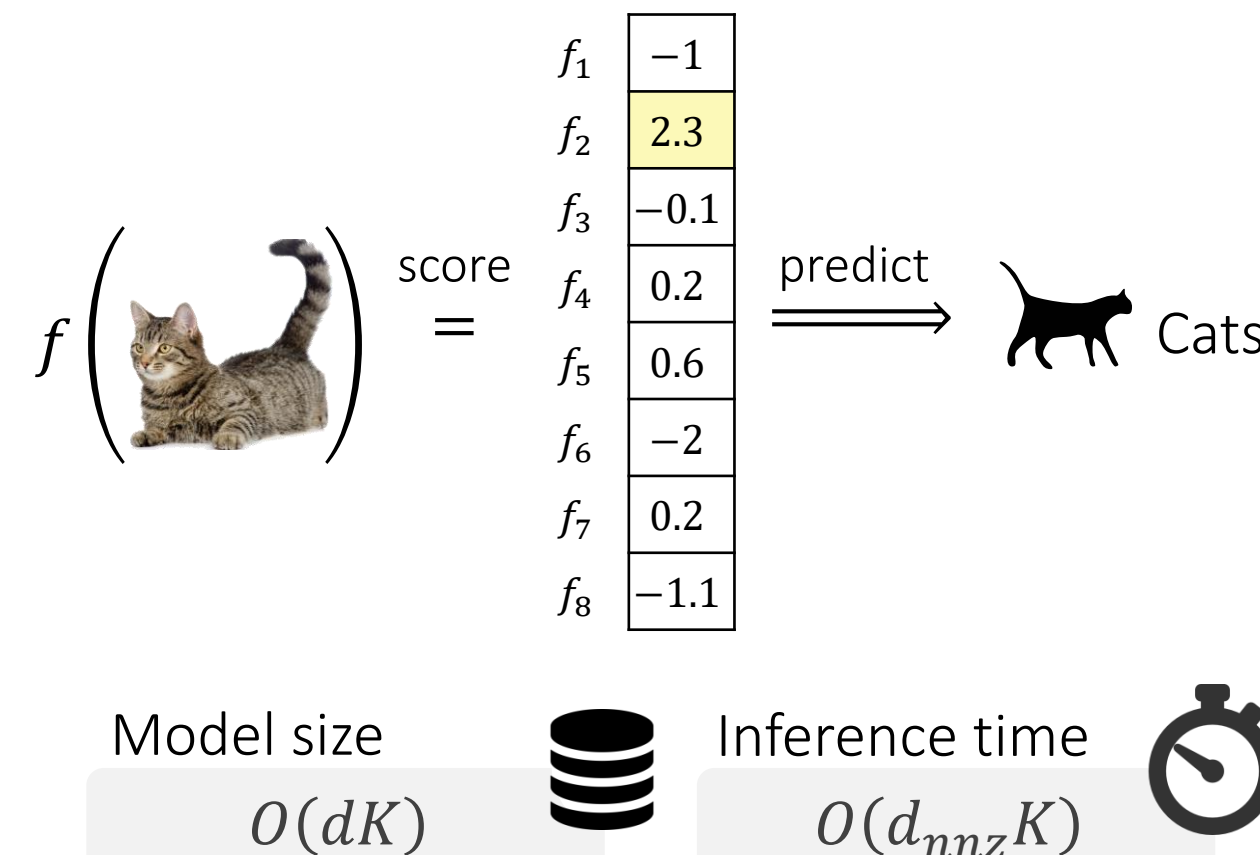 f₁ −1
f₂ 2.3
f₃ −0.1
f ( ) score = f₄ 0.2 predict
f₅ 0.6 Cats
f₆ −2
f₇ 0.2
f₈ −1.1
Model size Inference time
O(dK) O(dₙₙ𝓏K)